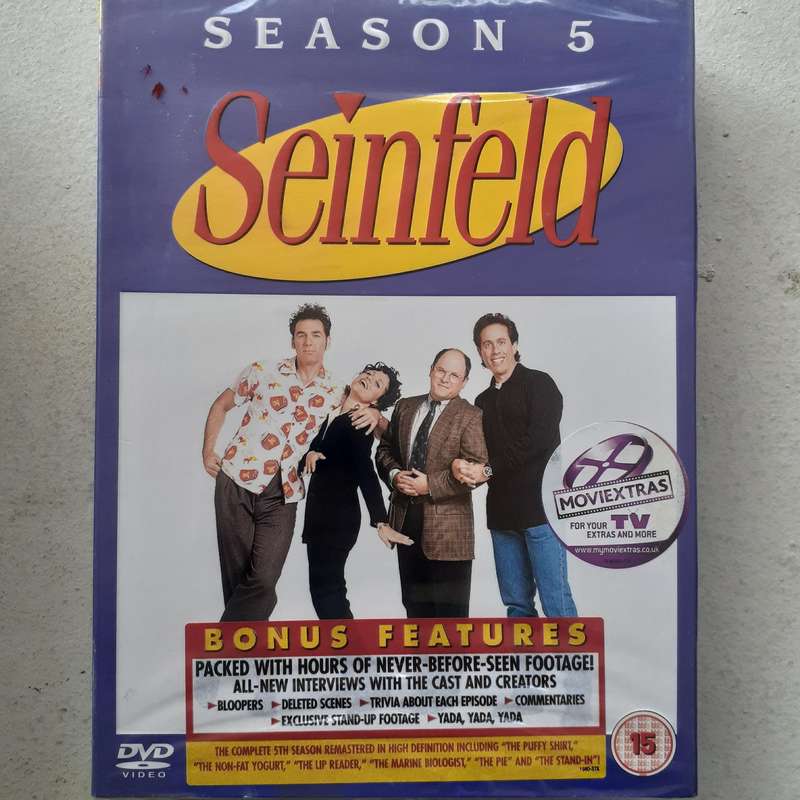 SEASON 5
Seinfeld
MOVIEXTRAS
FOR YOUR TV
EXTRAS AND MORE
www.mymoviextras.co.uk
BONUS FEATURES
PACKED WITH HOURS OF NEVER-BEFORE-SEEN FOOTAGE!
ALL-NEW INTERVIEWS WITH THE CAST AND CREATORS
BLOOPERS DELETED SCENES TRIVIA ABOUT EACH EPISODE COMMENTARIES
EXCLUSIVE STAND-UP FOOTAGE YADA, YADA, YADA
THE COMPLETE 5TH SEASON REMASTERED IN HIGH DEFINITION INCLUDING "THE PUFFY SHIRT,"
"THE NON-FAT YOGURT," "THE LIP READER," "THE MARINE BIOLOGIST," "THE PIE" AND "THE STAND-IN"!
DVD
VIDEO
15